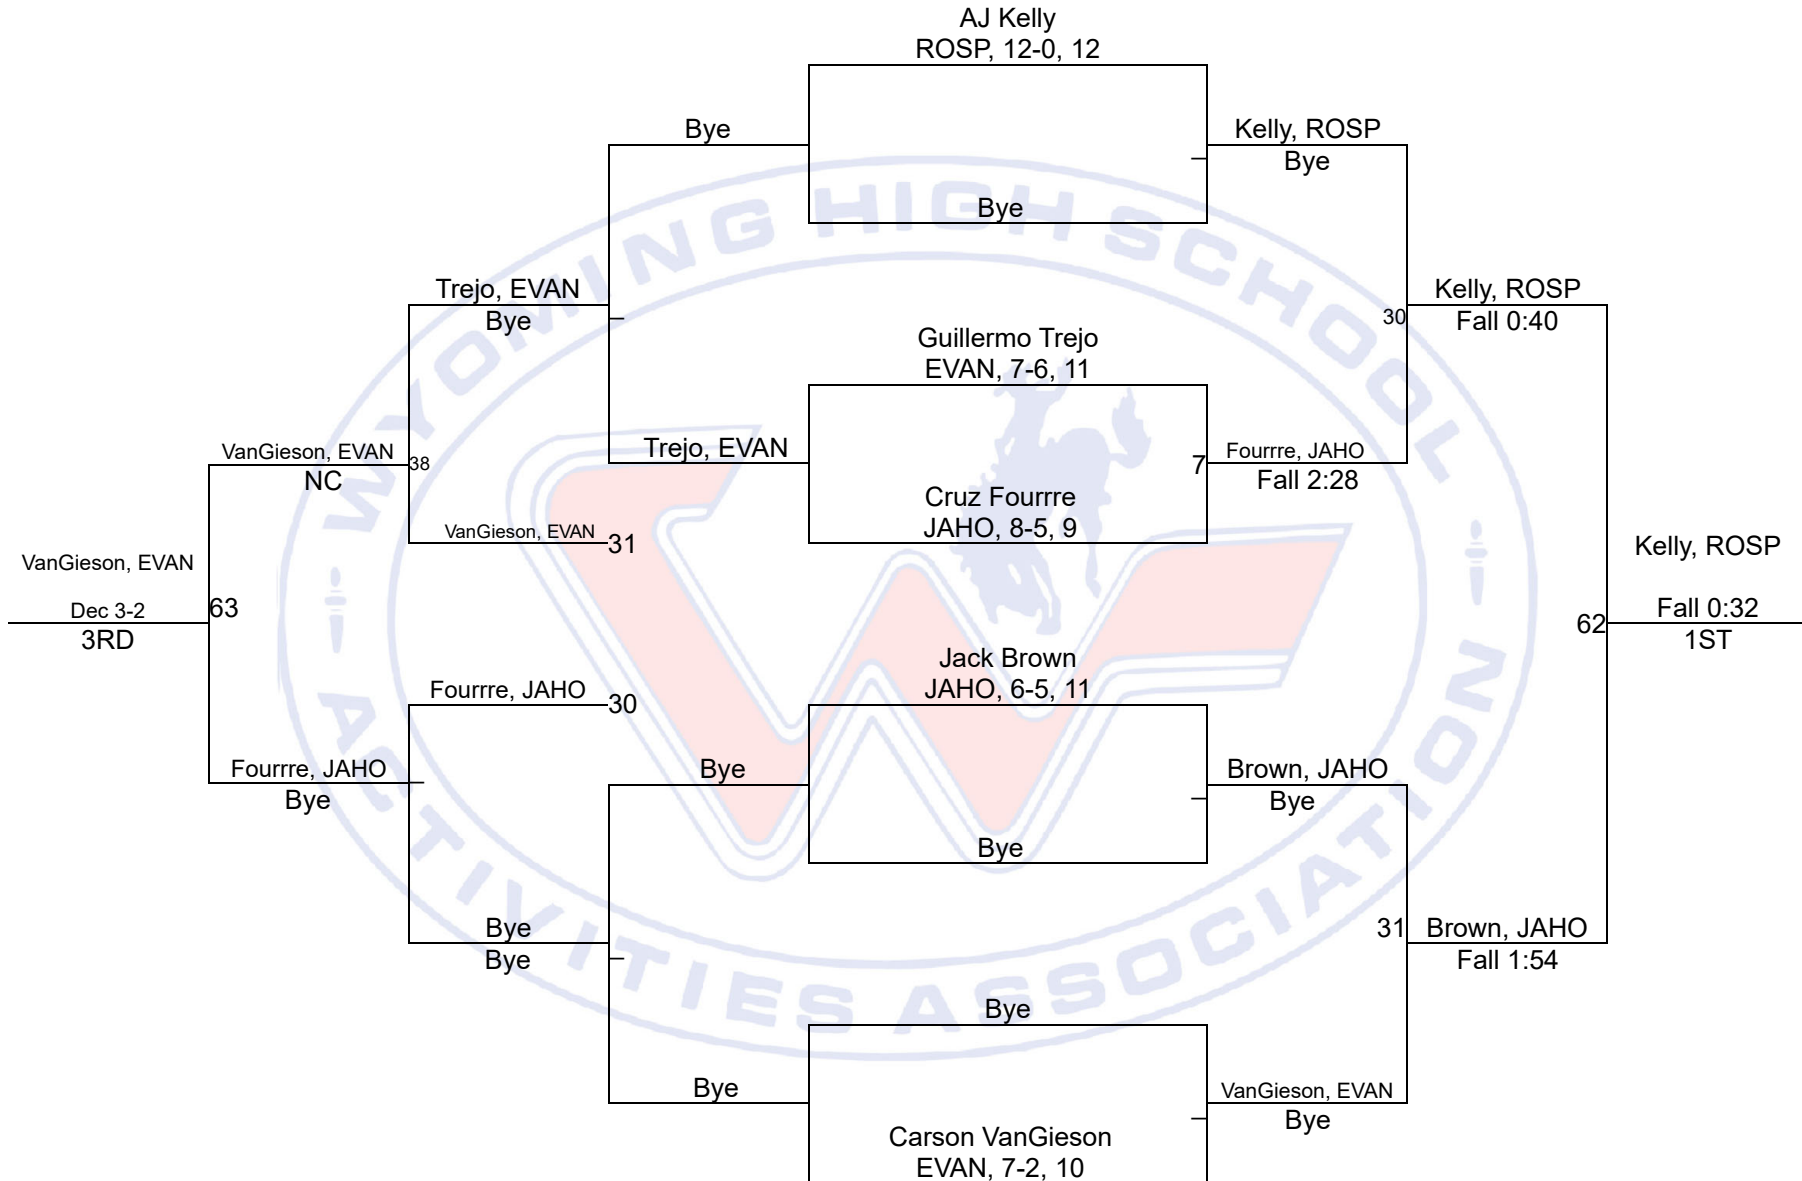 AJ Kelly
ROSP, 12-0, 12
Bye
Kelly, ROSP
Bye
Bye
Trejo, EVAN
Bye
Kelly, ROSP
30
Fall 0:40
Guillermo Trejo
EVAN, 7-6, 11
VanGieson, EVAN
38
NC
Trejo, EVAN
7
Fourrre, JAHO
Fall 2:28
Cruz Fourrre
JAHO, 8-5, 9
VanGieson, EVAN
31
VanGieson, EVAN
Dec 3-2
63
3RD
Kelly, ROSP
Fall 0:32
62
1ST
Jack Brown
JAHO, 6-5, 11
Fourrre, JAHO
30
Fourrre, JAHO
Bye
Bye
Brown, JAHO
Bye
Bye
Bye
Bye
31
Brown, JAHO
Fall 1:54
Bye
Bye
VanGieson, EVAN
Bye
Carson VanGieson
EVAN, 7-2, 10
WYOMING HIGH SCHOOL
ACTIVITIES ASSOCIATION